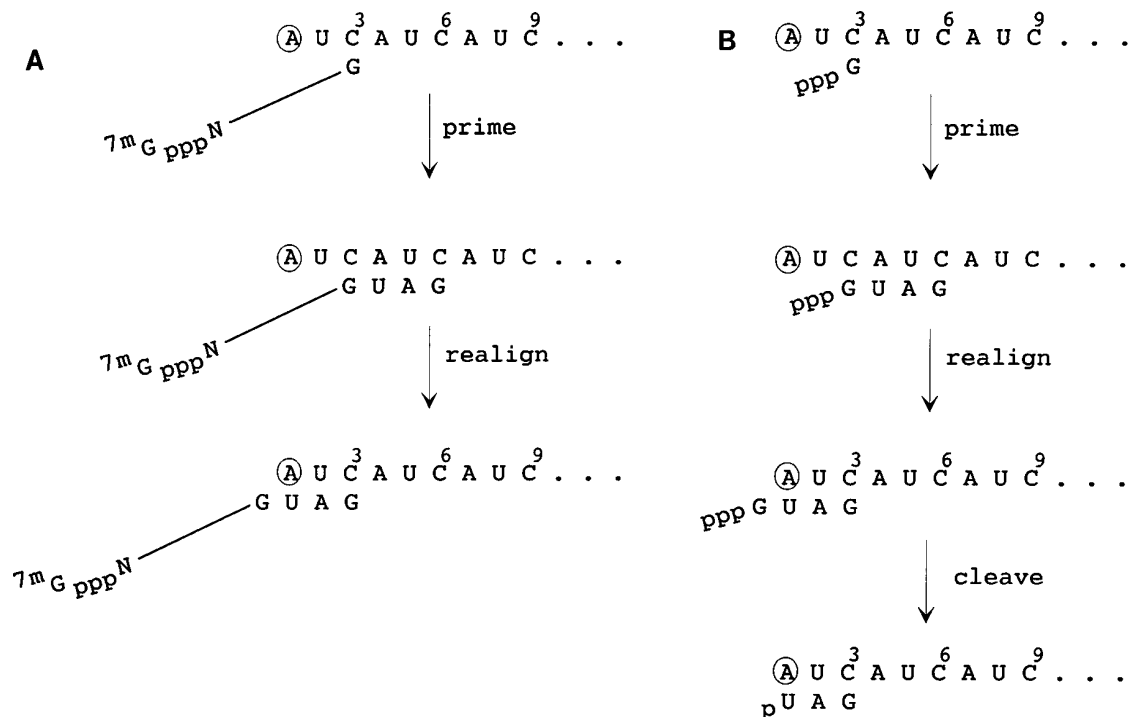 A
3 6 9
Ⓐ U C A U C A U C . . .
G
7m G ppp N
prime
Ⓐ U C A U C A U C . . .
G U A G
7m G ppp N
realign
3 6 9
Ⓐ U C A U C A U C . . .
G U A G
7m G ppp N
B
3 6 9
Ⓐ U C A U C A U C . . .
ppp G
prime
Ⓐ U C A U C A U C . . .
ppp G U A G
realign
3 6 9
Ⓐ U C A U C A U C . . .
ppp G U A G
cleave
3 6 9
Ⓐ U C A U C A U C . . .
p U A G